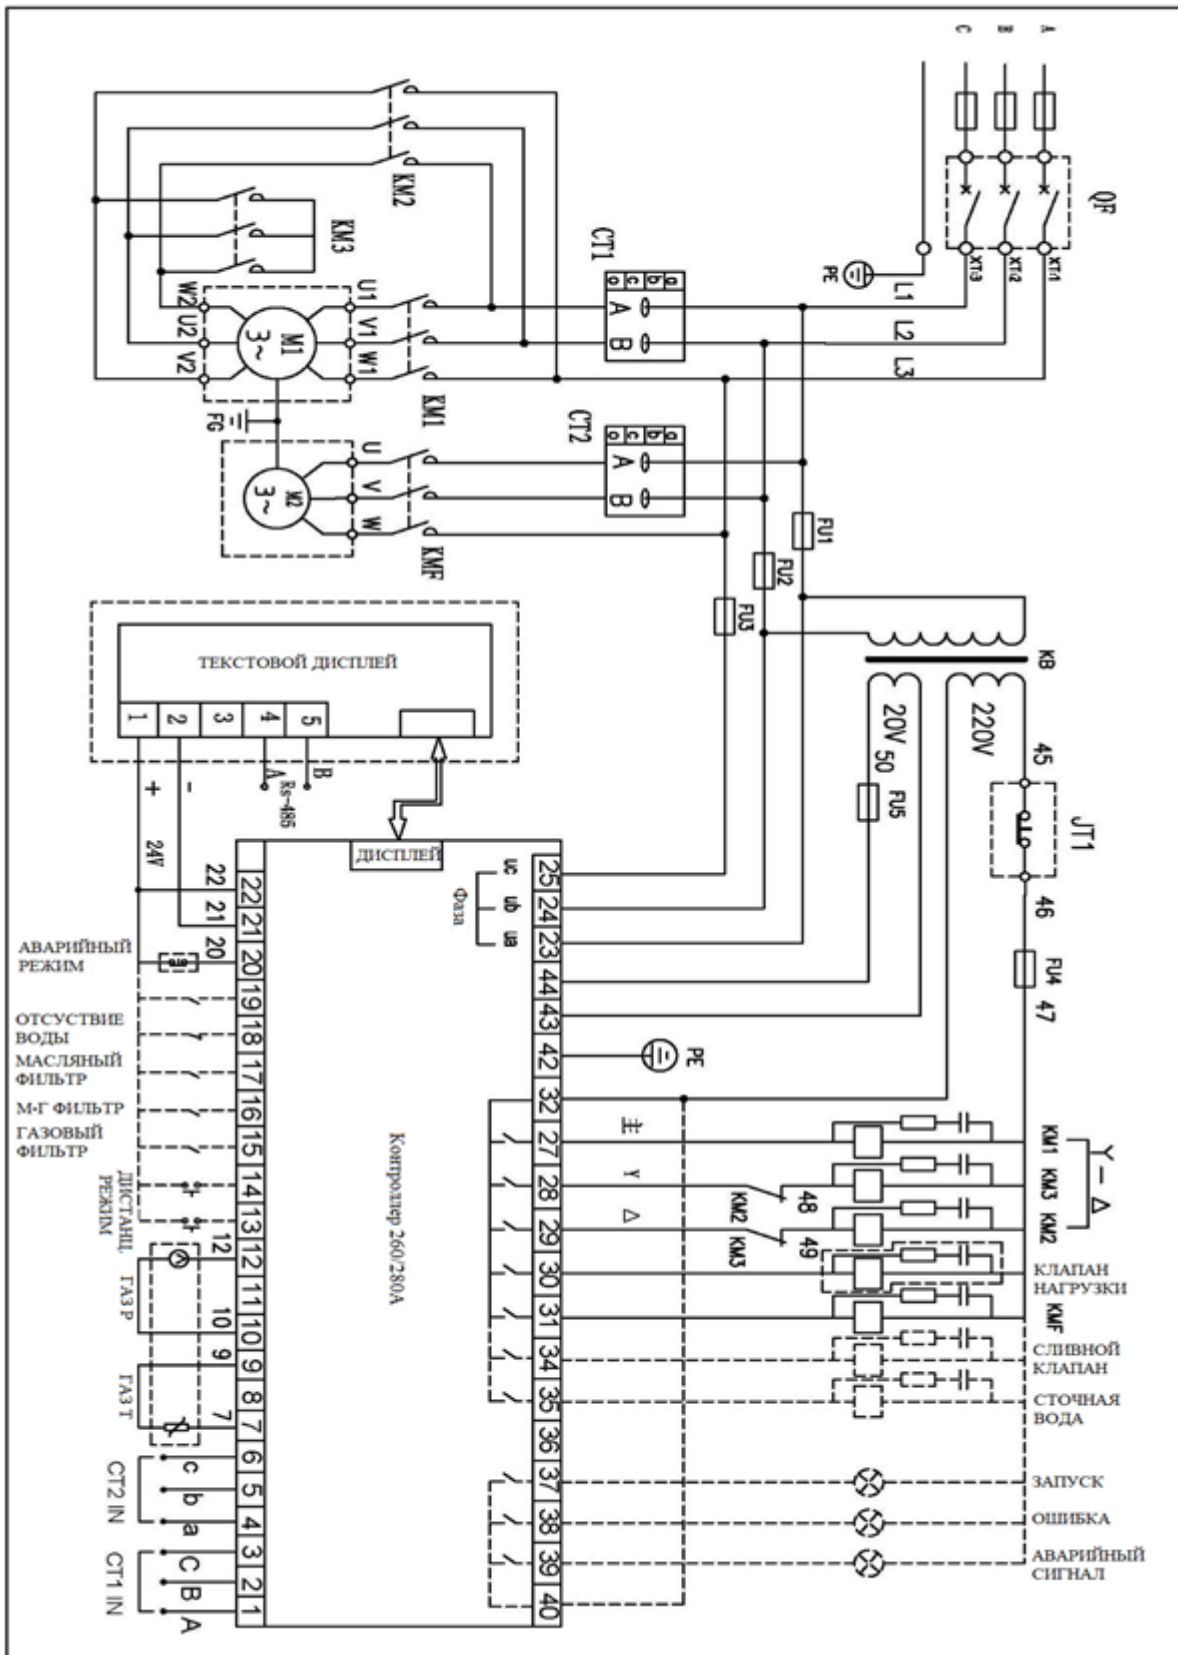 C
B
A
QF
XT:3
XT:2
XT:1
PE
L1
L2
L3
KM2
KM3
CT1
a
b
c
o
A
B
W2
U2
V2
U1
V1
W1
M1
3~
KM1
FG
CT2
a
b
c
o
A
B
U
V
W
M2
3~
KMF
FU1
FU2
FU3
ТЕКСТОВОЙ ДИСПЛЕЙ
1
2
3
4
5
+
-
A
B
Rs-485
24V
KB
20V
220V
50
FU5
45
JT1
46
FU4
47
ДИСПЛЕЙ
uc
ub
ua
Фаза
22
21
20
22
21
20
19
18
17
16
15
14
13
12
11
10
9
8
7
6
5
4
3
2
1
25
24
23
44
43
42
32
27
28
29
30
31
34
35
36
37
38
39
40
Контроллер 260/280А
PE
АВАРИЙНЫЙ
РЕЖИМ
ОТСУСТВИЕ
ВОДЫ
МАСЛЯНЫЙ
ФИЛЬТР
М-Г ФИЛЬТР
ГАЗОВЫЙ
ФИЛЬТР
ДИСТАНЦ.
РЕЖИМ
12
ГАЗ Р
10
9
ГАЗ Т
7
CT2 IN
c
b
a
CT1 IN
C
B
A
主
Y
Δ
KM2
48
KM3
49
KM1
KM3
KM2
Y — Δ
КЛАПАН
НАГРУЗКИ
KMF
СЛИВНОЙ
КЛАПАН
СТОЧНАЯ
ВОДА
ЗАПУСК
ОШИБКА
АВАРИЙНЫЙ
СИГНАЛ